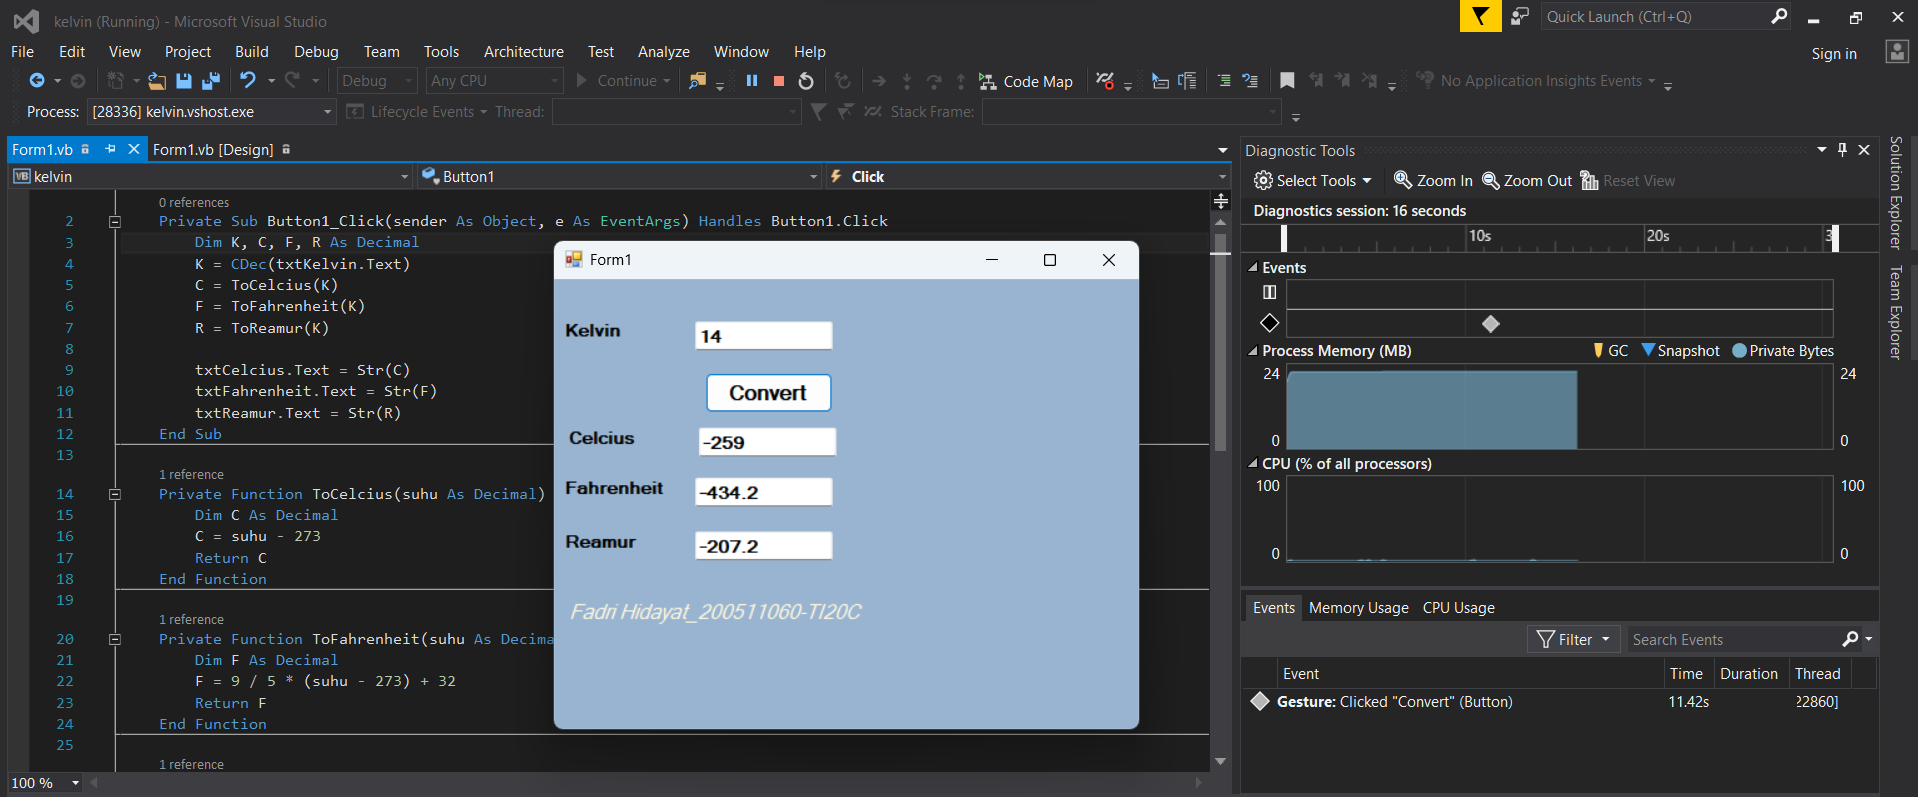 kelvin (Running) - Microsoft Visual Studio
Quick Launch (Ctrl+Q)
File Edit View Project Build Debug Team Tools Architecture Test Analyze Window Help
Sign in
Debug Any CPU Continue Code Map No Application Insights Events
Process: [28336] kelvin.vshost.exe Lifecycle Events Thread: Stack Frame:
Form1.vb Form1.vb [Design]
kelvin Button1 Click
0 references
2 Private Sub Button1_Click(sender As Object, e As EventArgs) Handles Button1.Click
3 Dim K, C, F, R As Decimal
4 K = CDec(txtKelvin.Text)
5 C = ToCelcius(K)
6 F = ToFahrenheit(K)
7 R = ToReamur(K)
8
9 txtCelcius.Text = Str(C)
10 txtFahrenheit.Text = Str(F)
11 txtReamur.Text = Str(R)
12 End Sub
13
1 reference
14 Private Function ToCelcius(suhu As Decimal)
15 Dim C As Decimal
16 C = suhu - 273
17 Return C
18 End Function
19
1 reference
20 Private Function ToFahrenheit(suhu As Decima
21 Dim F As Decimal
22 F = 9 / 5 * (suhu - 273) + 32
23 Return F
24 End Function
25
1 reference
100 %
Form1
Kelvin 14
Convert
Celcius -259
Fahrenheit -434.2
Reamur -207.2
Fadri Hidayat_200511060-TI20C
Diagnostic Tools
Select Tools Zoom In Zoom Out Reset View
Diagnostics session: 16 seconds
10s 20s 3
Events
Process Memory (MB) GC Snapshot Private Bytes
24 24
0 0
CPU (% of all processors)
100 100
0 0
Events Memory Usage CPU Usage
Filter Search Events
Event Time Duration Thread
Gesture: Clicked "Convert" (Button) 11.42s 22860]
Solution Explorer
Team Explorer